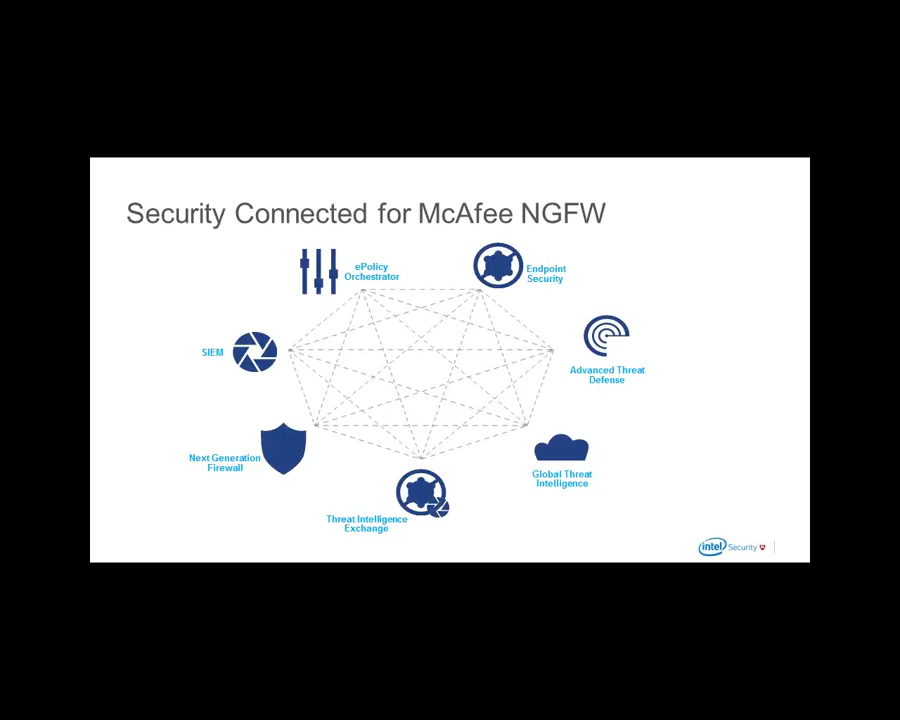 Security Connected for McAfee NGFW
ePolicy
Orchestrator
Endpoint
Security
SIEM
Advanced Threat
Defense
Next Generation
Firewall
Global Threat
Intelligence
Threat Intelligence
Exchange
intel Security